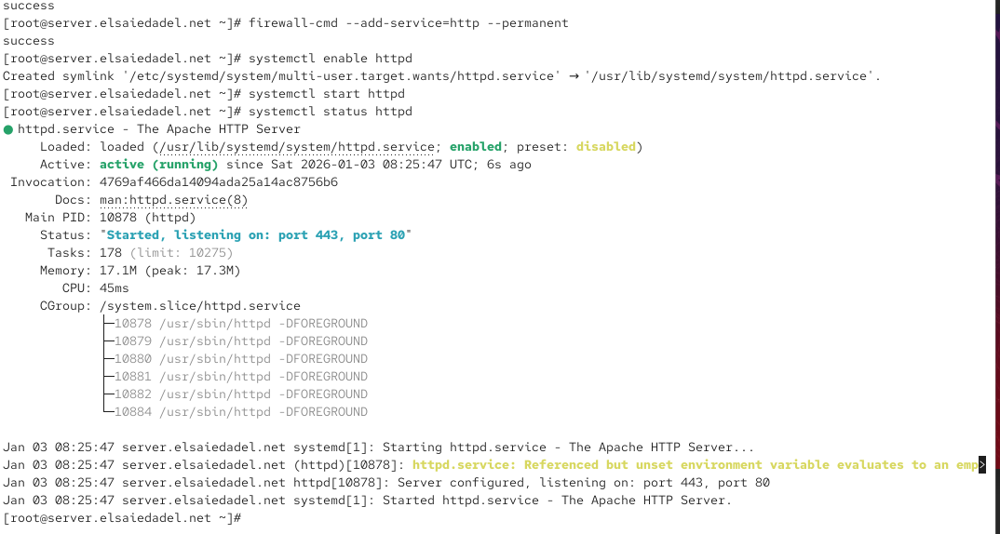 success
[root@server.elsaiedadel.net ~]# firewall-cmd --add-service=http --permanent
success
[root@server.elsaiedadel.net ~]# systemctl enable httpd
Created symlink '/etc/systemd/system/multi-user.target.wants/httpd.service' → '/usr/lib/systemd/system/httpd.service'.
[root@server.elsaiedadel.net ~]# systemctl start httpd
[root@server.elsaiedadel.net ~]# systemctl status httpd
● httpd.service - The Apache HTTP Server
     Loaded: loaded (/usr/lib/systemd/system/httpd.service; enabled; preset: disabled)
     Active: active (running) since Sat 2026-01-03 08:25:47 UTC; 6s ago
 Invocation: 4769af466da14094ada25a14ac8756b6
       Docs: man:httpd.service(8)
   Main PID: 10878 (httpd)
     Status: "Started, listening on: port 443, port 80"
      Tasks: 178 (limit: 10275)
     Memory: 17.1M (peak: 17.3M)
        CPU: 45ms
     CGroup: /system.slice/httpd.service
             ├─10878 /usr/sbin/httpd -DFOREGROUND
             ├─10879 /usr/sbin/httpd -DFOREGROUND
             ├─10880 /usr/sbin/httpd -DFOREGROUND
             ├─10881 /usr/sbin/httpd -DFOREGROUND
             ├─10882 /usr/sbin/httpd -DFOREGROUND
             └─10884 /usr/sbin/httpd -DFOREGROUND
Jan 03 08:25:47 server.elsaiedadel.net systemd[1]: Starting httpd.service - The Apache HTTP Server...
Jan 03 08:25:47 server.elsaiedadel.net (httpd)[10878]: httpd.service: Referenced but unset environment variable evaluates to an emp>
Jan 03 08:25:47 server.elsaiedadel.net httpd[10878]: Server configured, listening on: port 443, port 80
Jan 03 08:25:47 server.elsaiedadel.net systemd[1]: Started httpd.service - The Apache HTTP Server.
[root@server.elsaiedadel.net ~]#